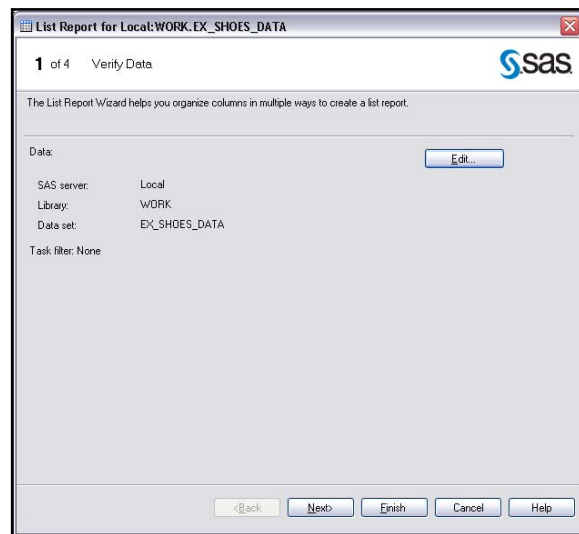 List Report for Local:WORK.EX_SHOES_DATA
1 of 4 Verify Data
sas
The List Report Wizard helps you organize columns in multiple ways to create a list report.
Data:
Edit...
SAS server: Local
Library: WORK
Data set: EX_SHOES_DATA
Task filter: None
<Back Next> Finish Cancel Help